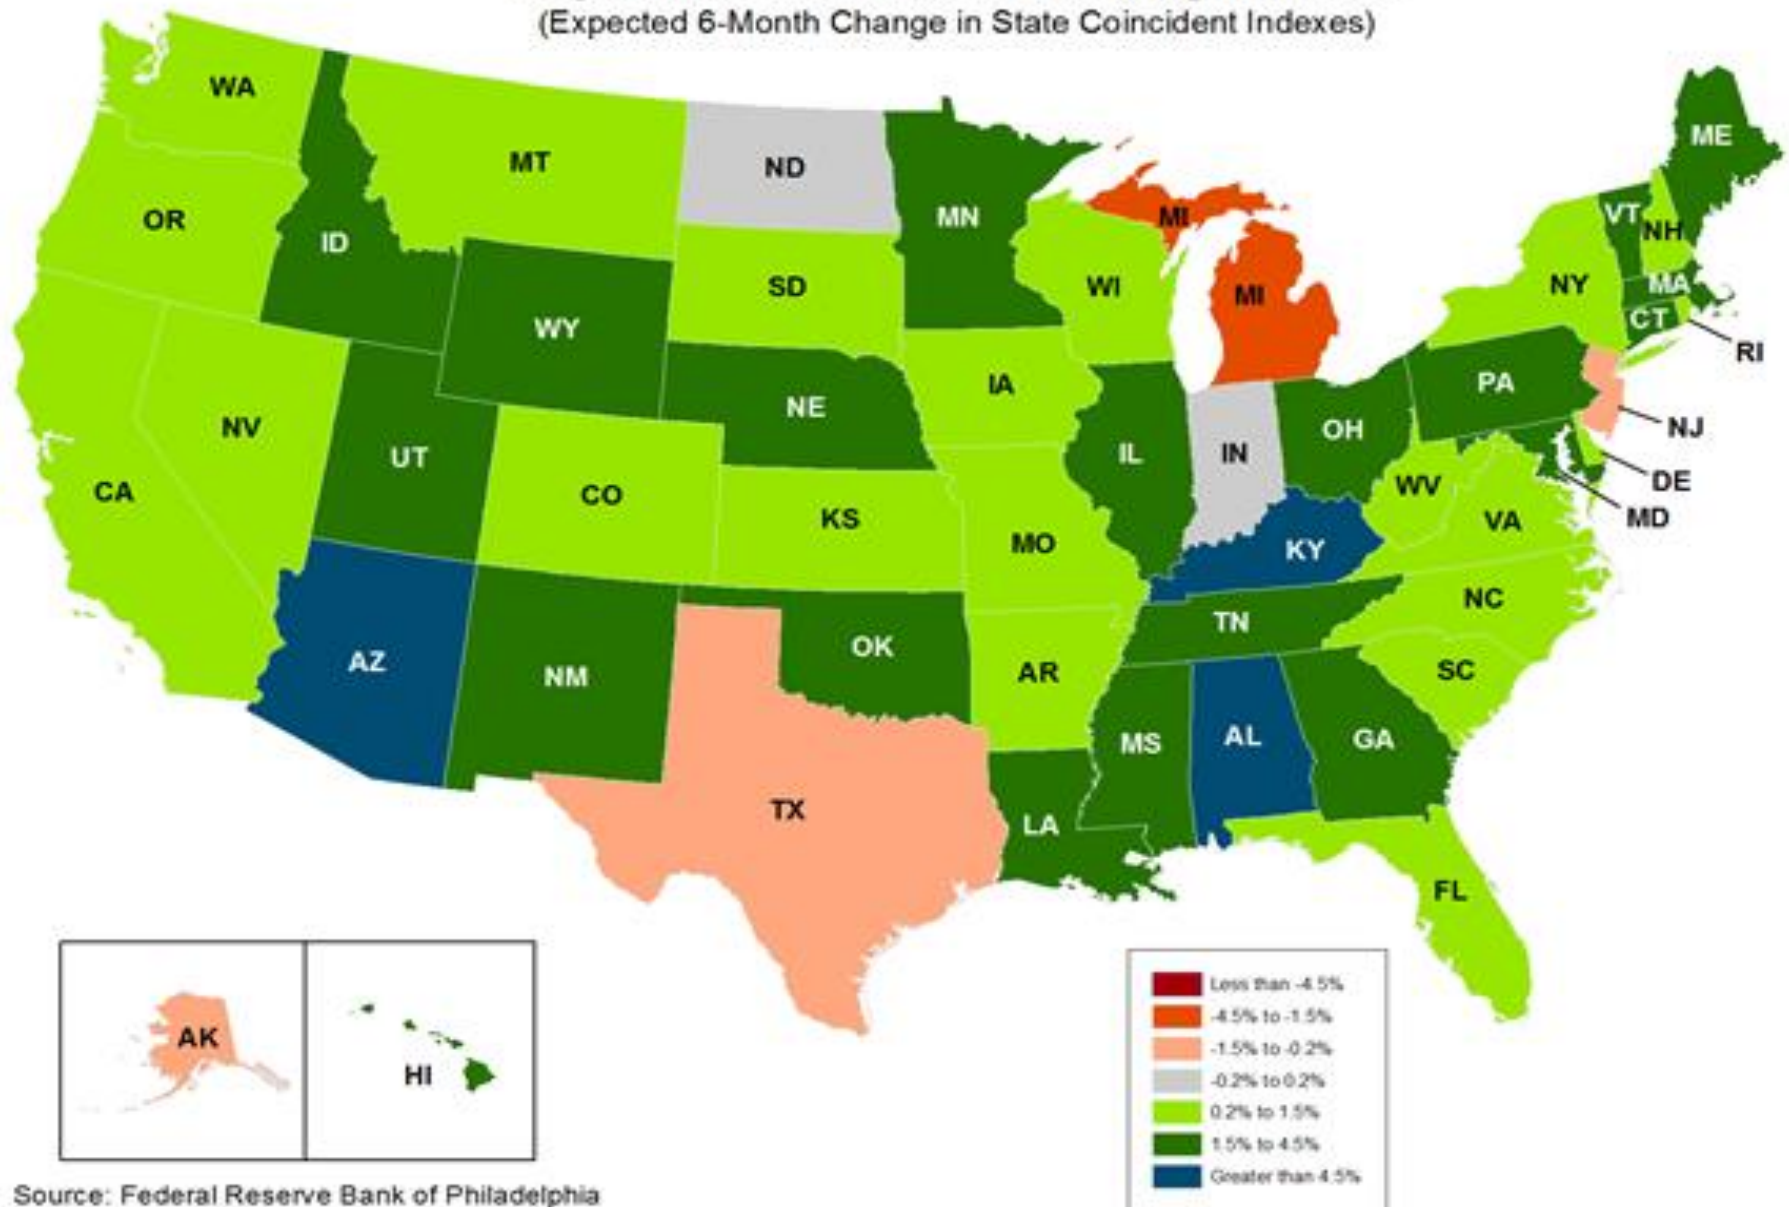 (Expected 6-Month Change in State Coincident Indexes)
WA
ME
MT
ND
MN
VT
NH
OR
ID
MI
NY
MA
SD
WI
MI
CT
WY
RI
IA
PA
NE
NV
OH
NJ
UT
IL
IN
CA
CO
WV
DE
KS
VA
MD
MO
KY
NC
TN
AZ
NM
OK
AR
SC
MS
AL
GA
TX
LA
FL
AK
HI
Less than -4.5%
-4.5% to -1.5%
-1.5% to -0.2%
-0.2% to 0.2%
0.2% to 1.5%
1.5% to 4.5%
Greater than 4.5%
Source: Federal Reserve Bank of Philadelphia